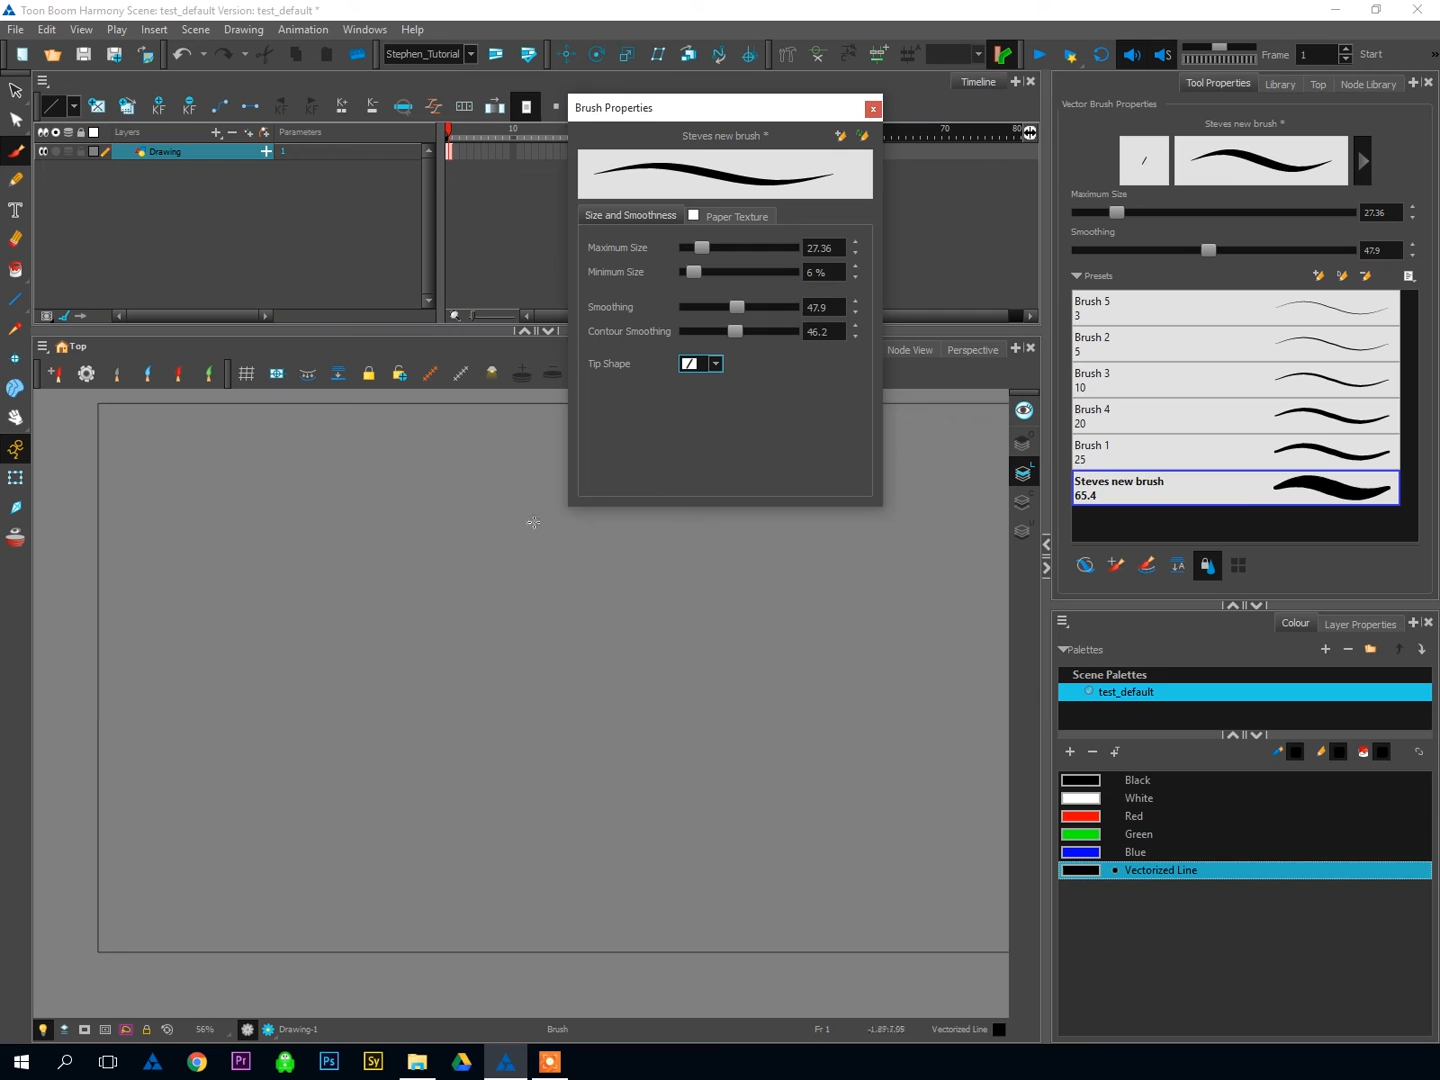 Toon Boom Harmony Scene: test_default Version: test_default *
File Edit View Play Insert Scene Drawing Animation Windows Help
Stephen_Tutorial Frame 1 Start
Timeline
Tool Properties Library Top Node Library
Vector Brush Properties
Steves new brush *
Maximum Size
27.36
Smoothing
47.9
Presets
Brush 5
3
Brush 2
5
Brush 3
10
Brush 4
20
Brush 1
25
Steves new brush
65.4
Layers Parameters
Drawing 1
10 70 80
Brush Properties
Steves new brush *
Size and Smoothness Paper Texture
Maximum Size 27.36
Minimum Size 6 %
Smoothing 47.9
Contour Smoothing 46.2
Tip Shape
Top
Node View Perspective
Colour Layer Properties
Palettes
Scene Palettes
test_default
Black
White
Red
Green
Blue
Vectorized Line
56% Drawing-1 Brush Fr 1 Vectorized Line
Pr Ps Sy